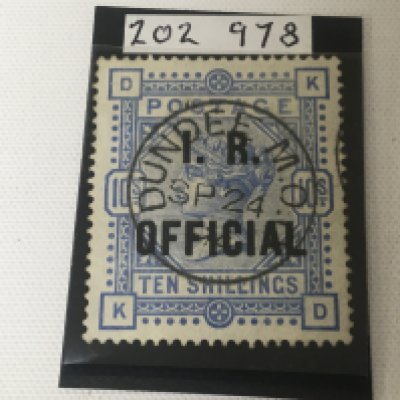 202 978
D K
POSTAGE
I. R.
DUNDEE M.O
SP 24
OFFICIAL
TEN SHILLINGS
K D